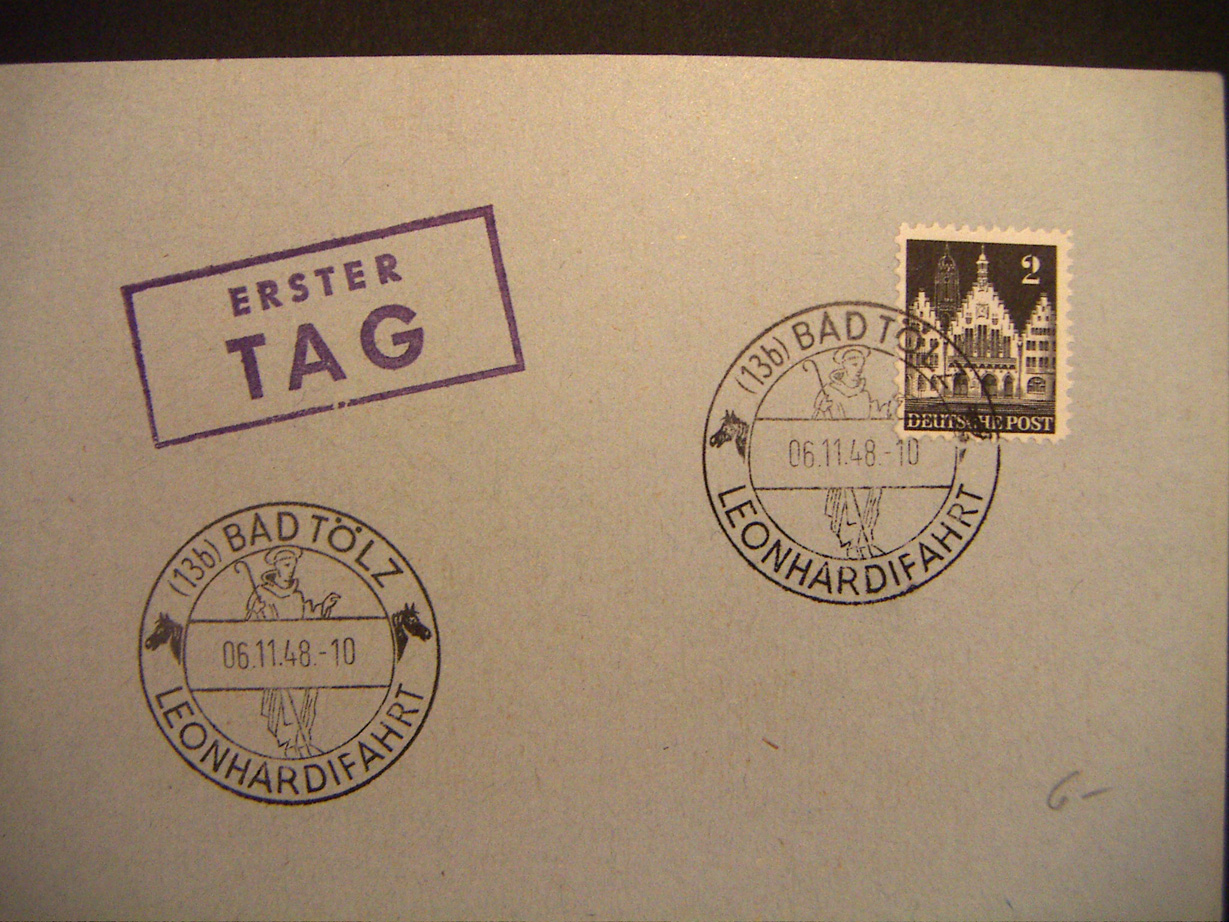 ERSTER
TAG
2
DEUTSCHE POST
(13b) BAD TÖLZ
06.11.48.-10
LEONHARDIFAHRT
(13b) BAD TÖLZ
06.11.48.-10
LEONHARDIFAHRT
6-